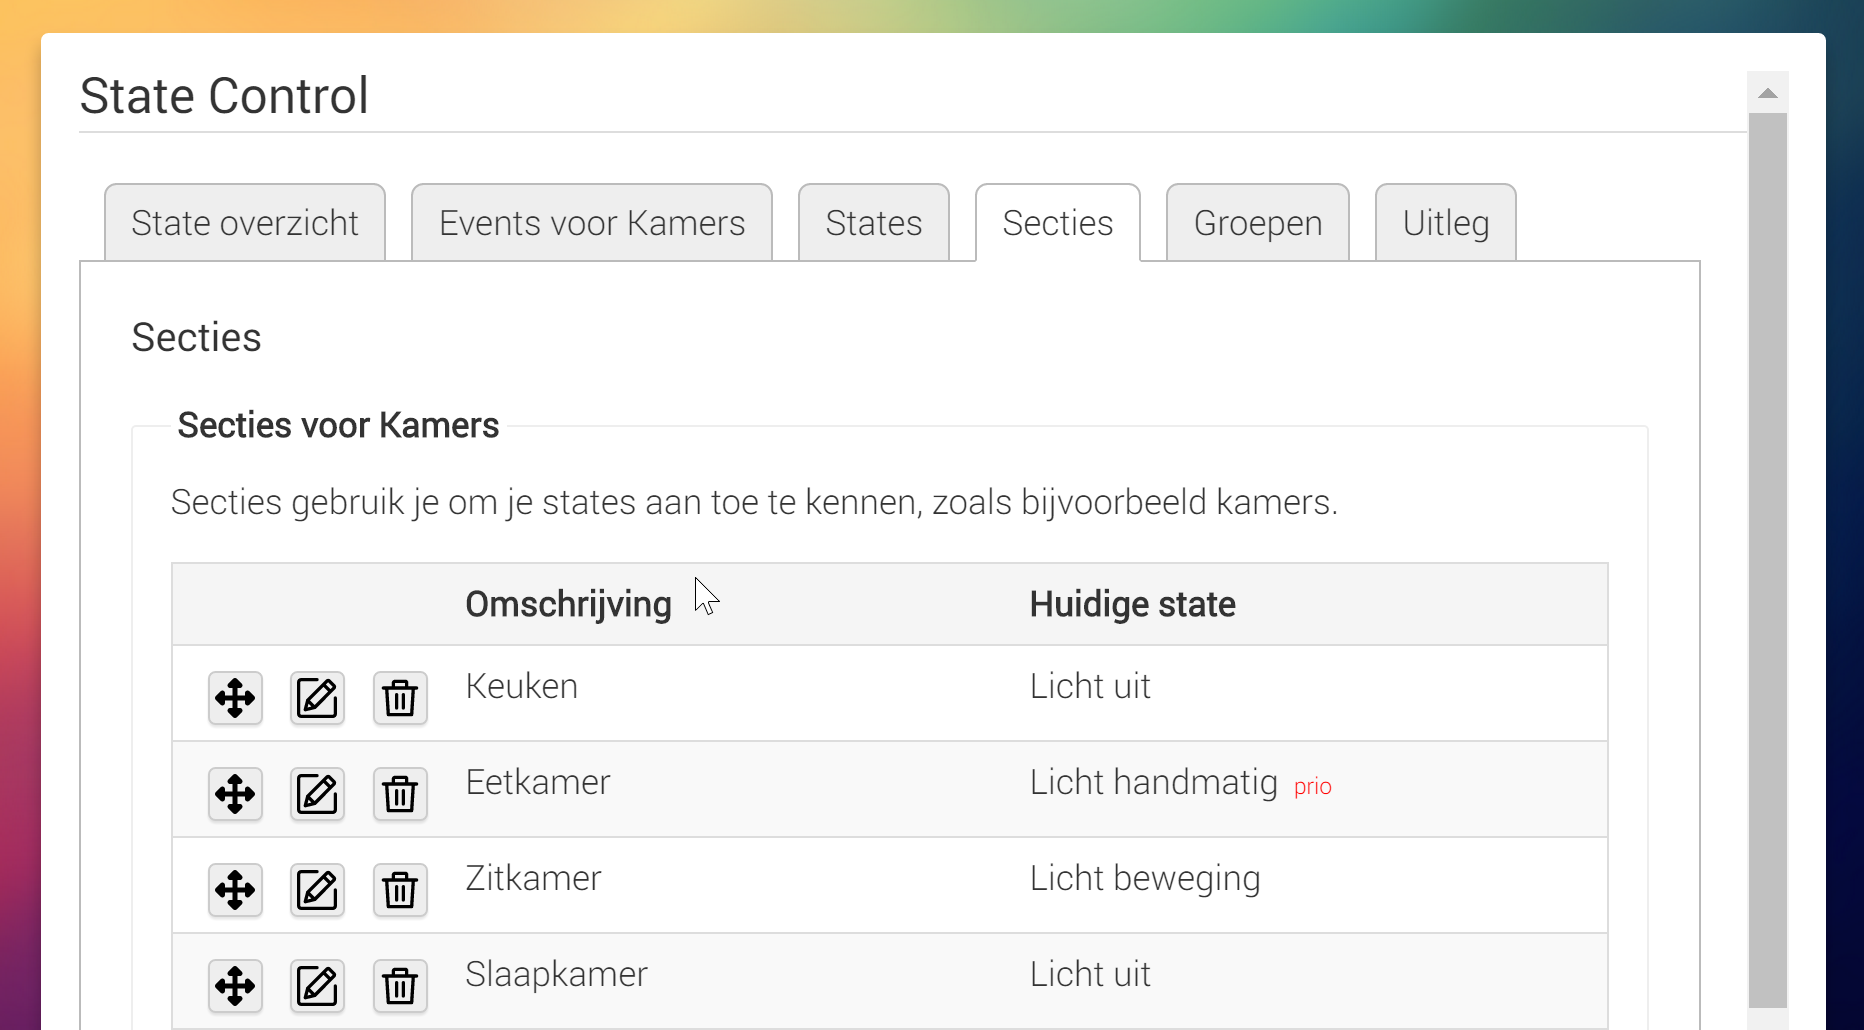 State Control
State overzicht Events voor Kamers States Secties Groepen Uitleg
Secties
Secties voor Kamers
Secties gebruik je om je states aan toe te kennen, zoals bijvoorbeeld kamers.
Omschrijving Huidige state
Keuken Licht uit
Eetkamer Licht handmatig prio
Zitkamer Licht beweging
Slaapkamer Licht uit